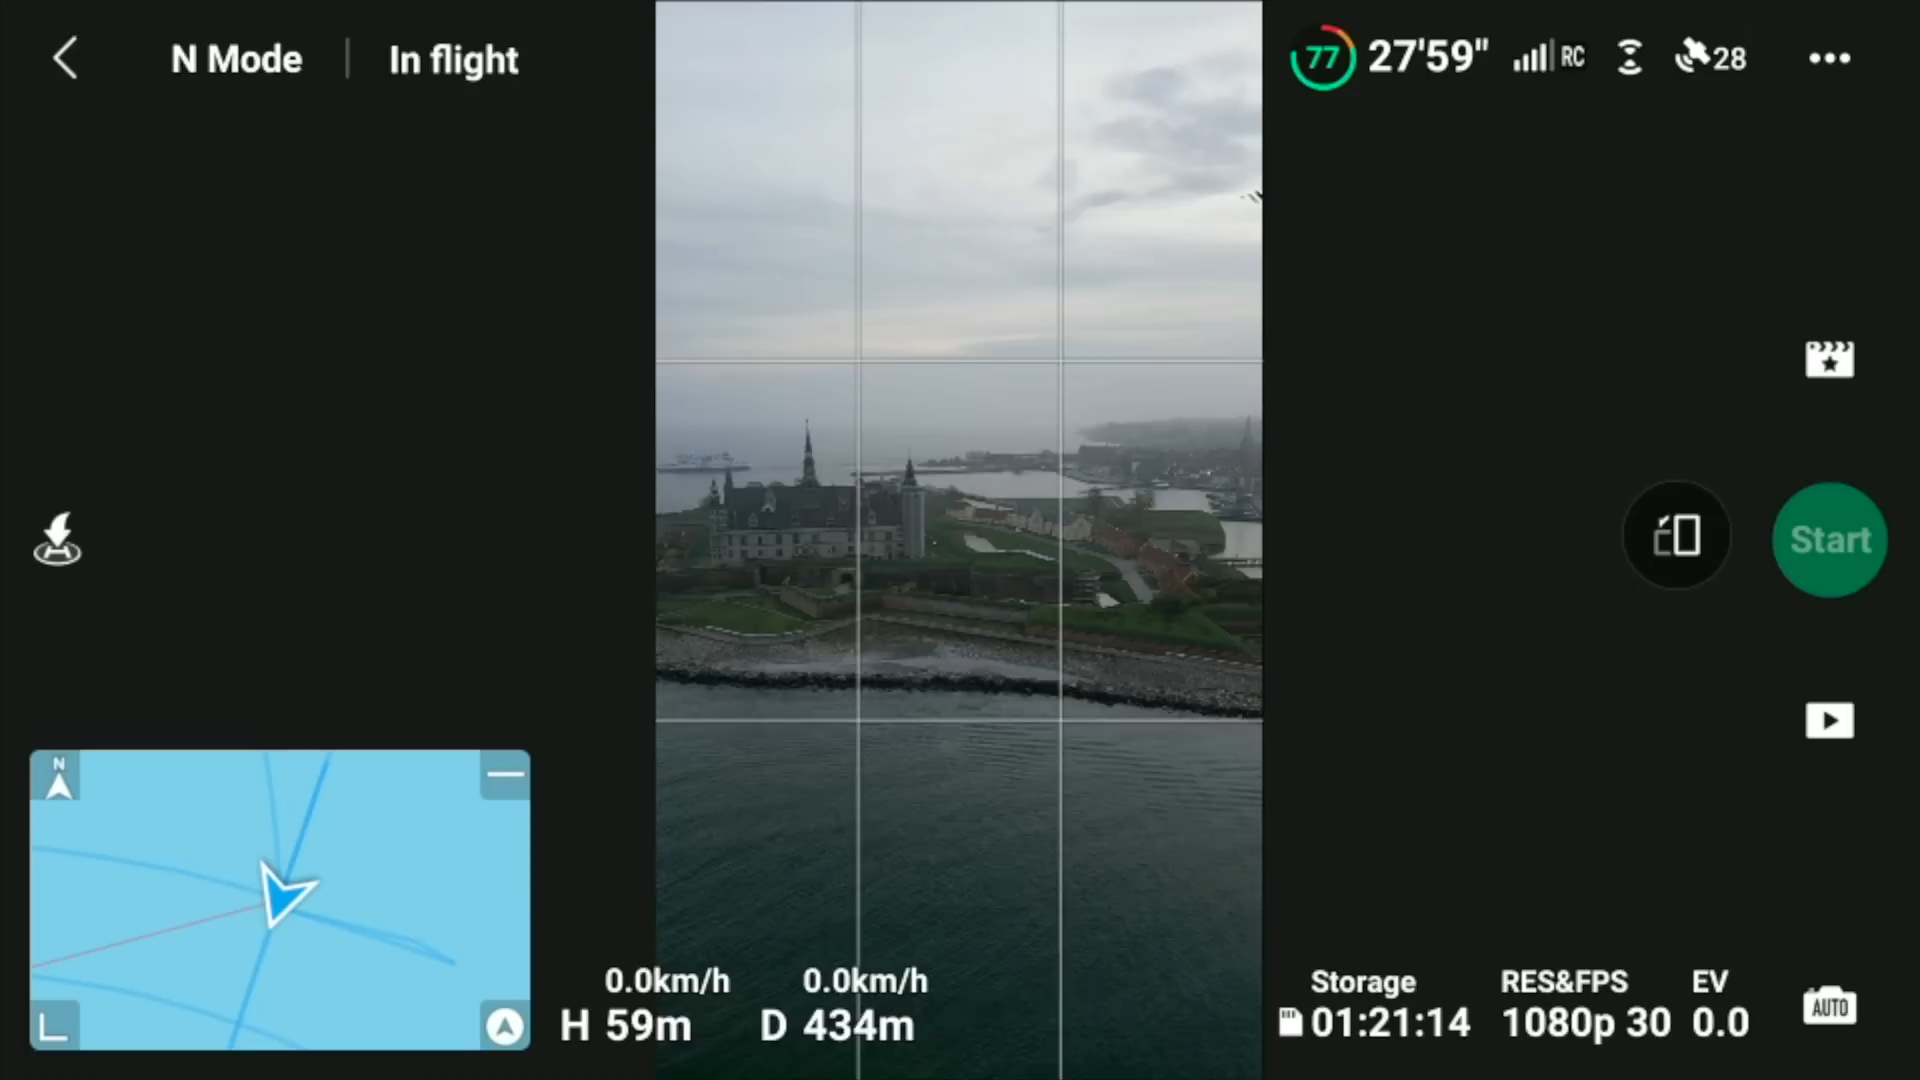 N Mode
In flight
77
27'59"
RC
28
Start
N
0.0km/h
0.0km/h
H 59m
D 434m
Storage
01:21:14
RES&FPS
1080p 30
EV
0.0
AUTO